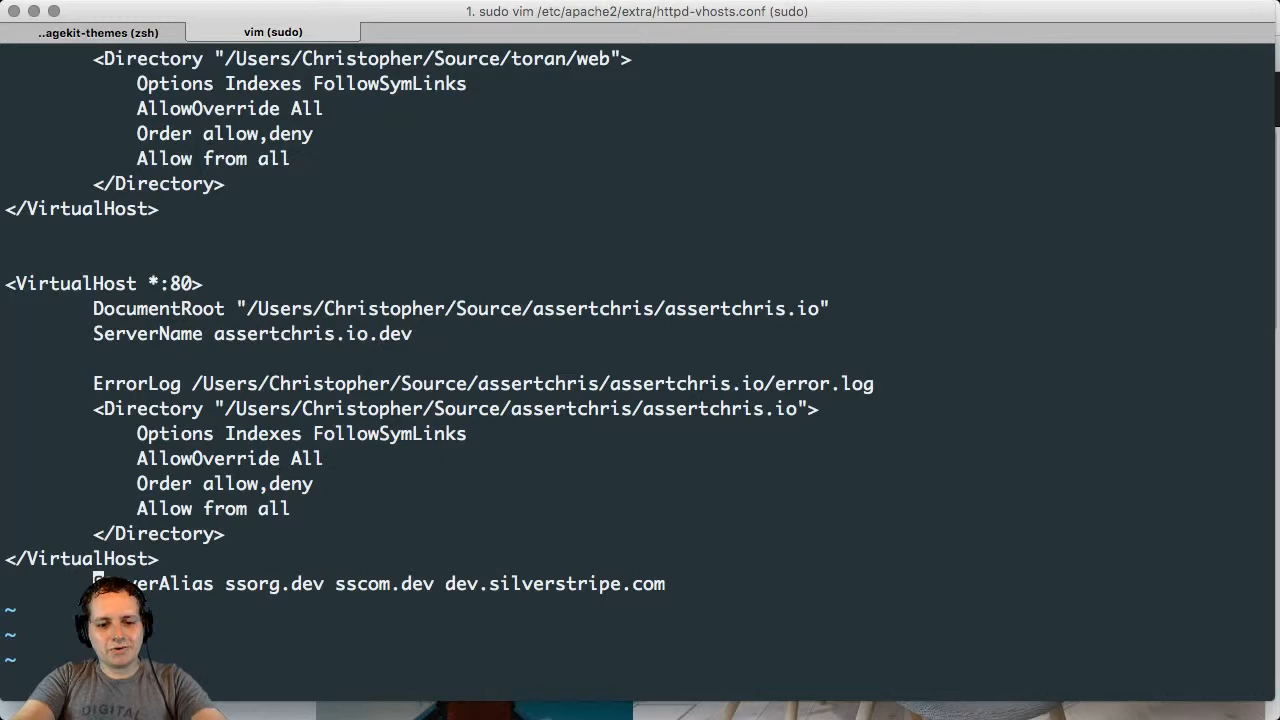 1. sudo vim /etc/apache2/extra/httpd-vhosts.conf (sudo)
..agekit-themes (zsh)
vim (sudo)
<Directory "/Users/Christopher/Source/toran/web">
Options Indexes FollowSymLinks
AllowOverride All
Order allow,deny
Allow from all
</Directory>
</VirtualHost>
<VirtualHost *:80>
DocumentRoot "/Users/Christopher/Source/assertchris/assertchris.io"
ServerName assertchris.io.dev
ErrorLog /Users/Christopher/Source/assertchris/assertchris.io/error.log
<Directory "/Users/Christopher/Source/assertchris/assertchris.io">
Options Indexes FollowSymLinks
AllowOverride All
Order allow,deny
Allow from all
</Directory>
</VirtualHost>
ServerAlias ssorg.dev sscom.dev dev.silverstripe.com
~
~
~
DIGITAL